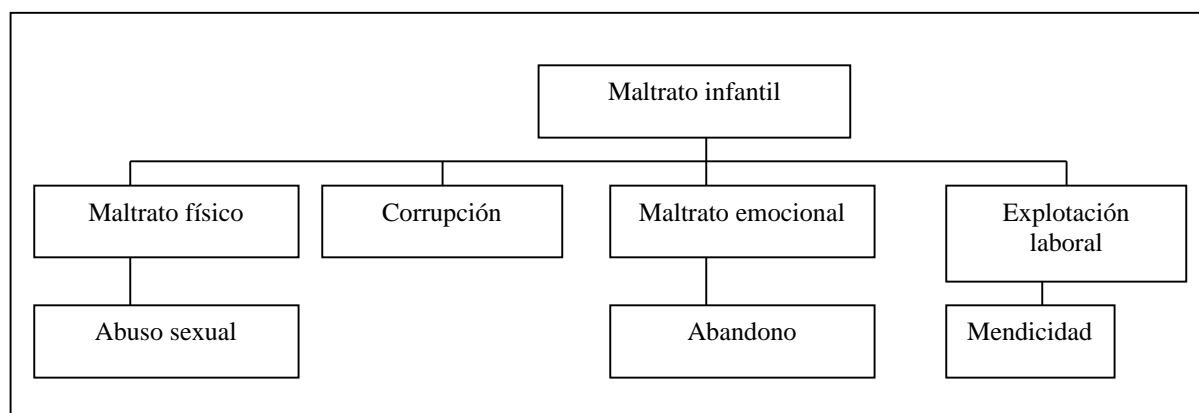 Maltrato infantil
Maltrato físico
Corrupción
Maltrato emocional
Explotación
laboral
Abuso sexual
Abandono
Mendicidad